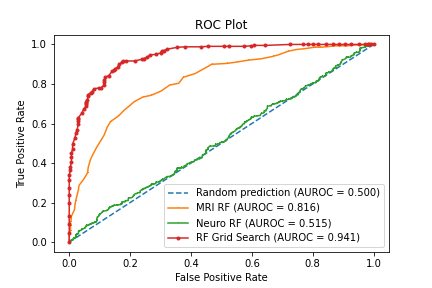 ROC Plot
True Positive Rate
1.0
0.8
0.6
0.4
0.2
0.0
Random prediction (AUROC = 0.500)
MRI RF (AUROC = 0.816)
Neuro RF (AUROC = 0.515)
RF Grid Search (AUROC = 0.941)
0.0 0.2 0.4 0.6 0.8 1.0
False Positive Rate